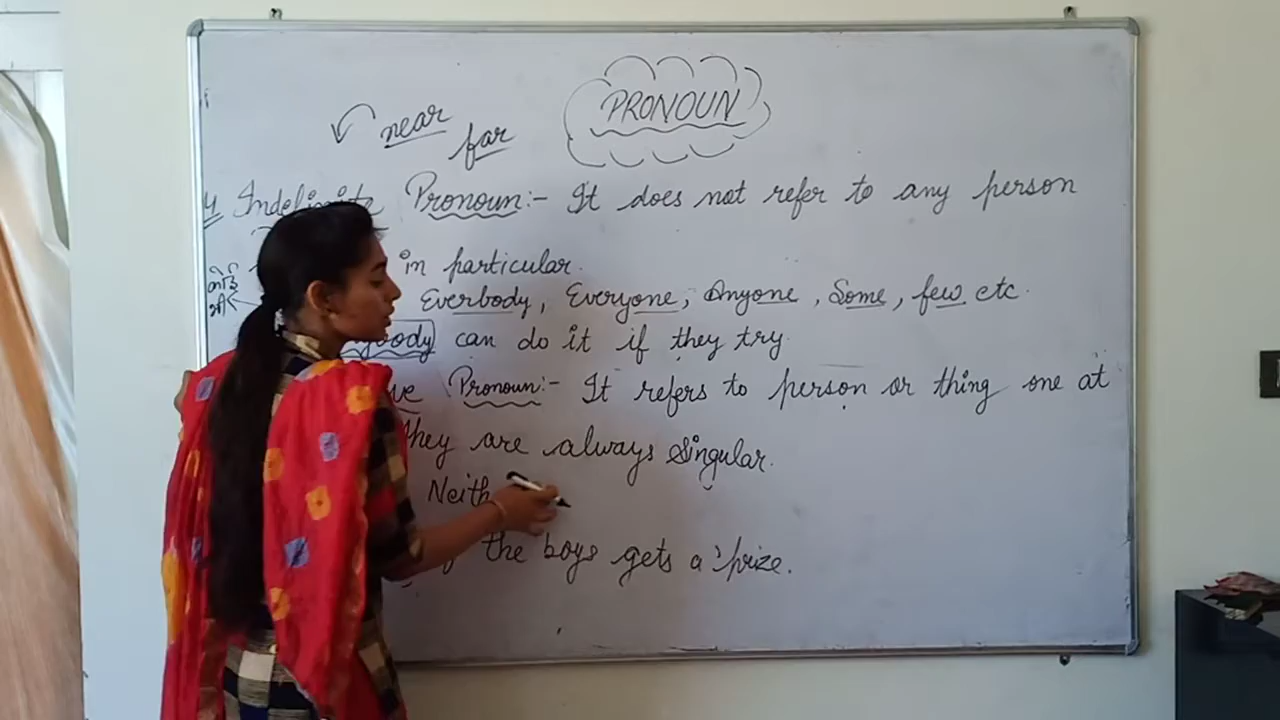 PRONOUN
near
far
4 Indefinite Pronoun:- It does not refer to any person
in particular.
कोई
भी
Everbody, Everyone, Anyone, Some, few etc.
can do it if they try.
Pronoun:- It refers to person or thing one at
They are always Singular.
the boys gets a prize.